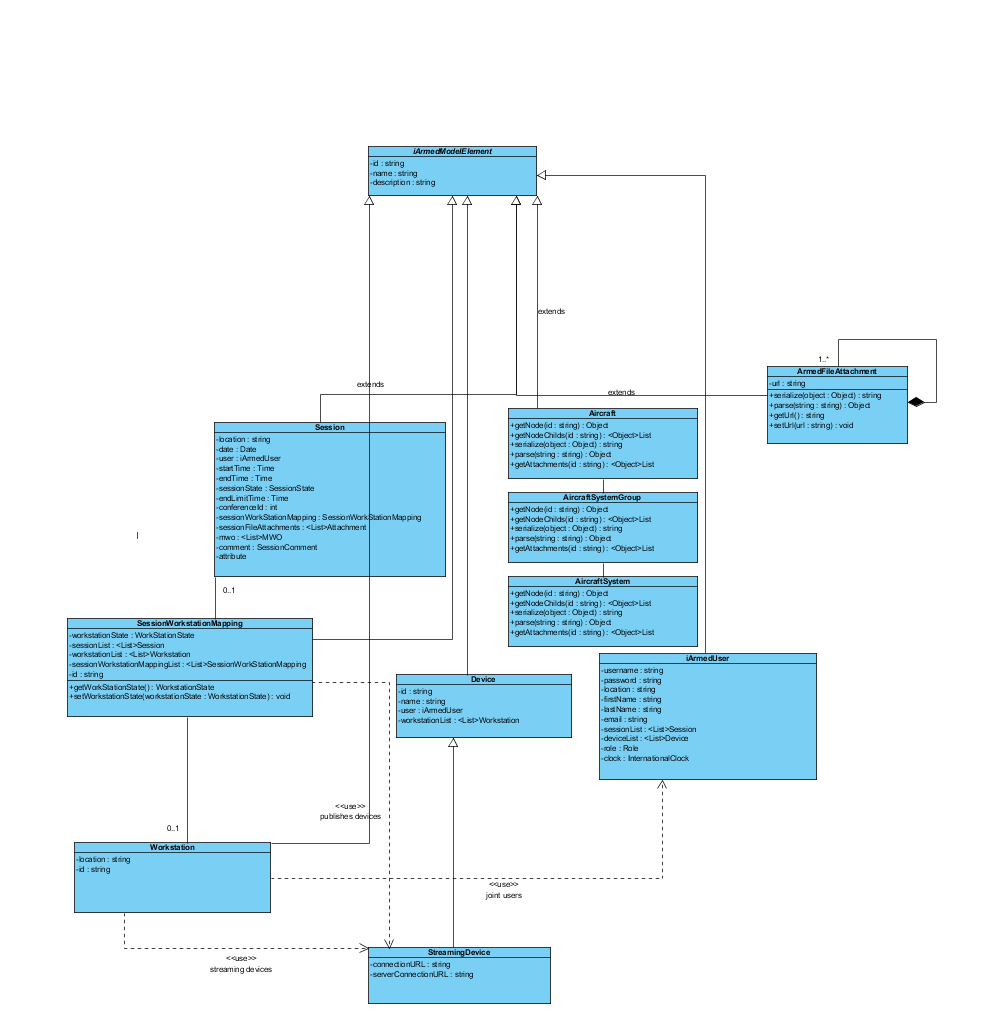 iArmedModelElement
-id : string
-name : string
-description : string
extends
extends
extends
1..*
ArmedFileAttachment
-url : string
+serialize(object : Object) : string
+parse(string : string) : Object
+getUrl() : string
+setUrl(url : string) : void
Session
-location : string
-date : Date
-user : iArmedUser
-startTime : Time
-endTime : Time
-sessionState : SessionState
-endLimitTime : Time
-conferenceId : int
-sessionWorkStationMapping : SessionWorkStationMapping
-sessionFileAttachments : <List>Attachment
-mwo : <List>MWO
-comment : SessionComment
-attribute
Aircraft
+getNode(id : string) : Object
+getNodeChilds(id : string) : <Object>List
+serialize(object : Object) : string
+parse(string : string) : Object
+getAttachments(id : string) : <Object>List
AircraftSystemGroup
+getNode(id : string) : Object
+getNodeChilds(id : string) : <Object>List
+serialize(object : Object) : string
+parse(string : string) : Object
+getAttachments(id : string) : <Object>List
AircraftSystem
+getNode(id : string) : Object
+getNodeChilds(id : string) : <Object>List
+serialize(object : Object) : string
+parse(string : string) : Object
+getAttachments(id : string) : <Object>List
0..1
SessionWorkstationMapping
-workstationState : WorkStationState
-sessionList : <List>Session
-workstationList : <List>Workstation
-sessionWorkstationMappingList : <List>SessionWorkStationMapping
-id : string
+getWorkStationState() : WorkstationState
+setWorkstationState(workstationState : WorkstationState) : void
Device
-id : string
-name : string
-user : iArmedUser
-workstationList : <List>Workstation
iArmedUser
-username : string
-password : string
-location : string
-firstName : string
-lastName : string
-email : string
-sessionList : <List>Session
-deviceList : <List>Device
-role : Role
-clock : InternationalClock
<<use>>
publishes devices
0..1
Workstation
-location : string
-id : string
<<use>>
joint users
<<use>>
streaming devices
StreamingDevice
-connectionURL : string
-serverConnectionURL : string